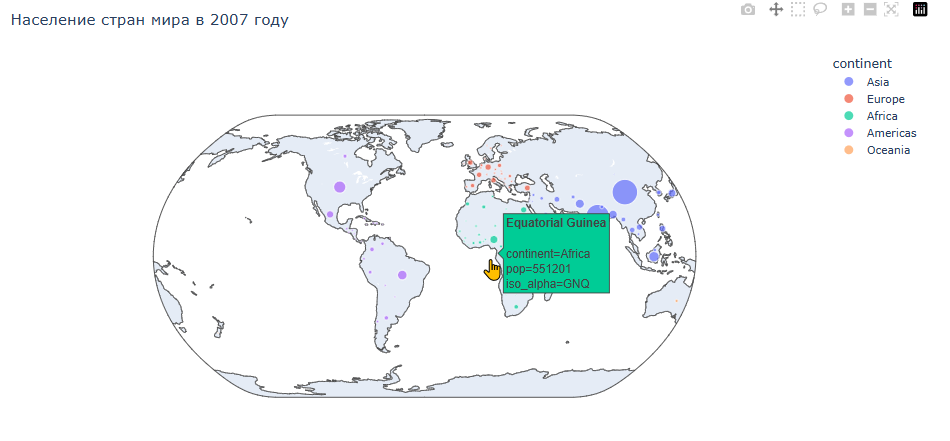 Население стран мира в 2007 году
continent
Asia
Europe
Africa
Americas
Oceania
Equatorial Guinea
continent=Africa
pop=551201
iso_alpha=GNQ